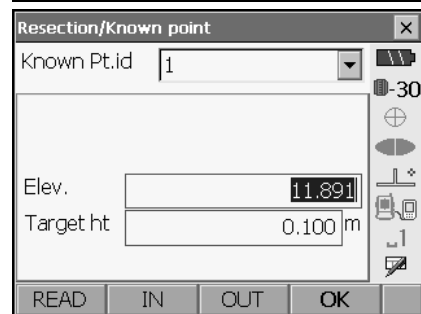 Resection/Known point
Known Pt.id 1
-30
Elev. 11.891
Target ht 0.100 m
1
READ IN OUT OK